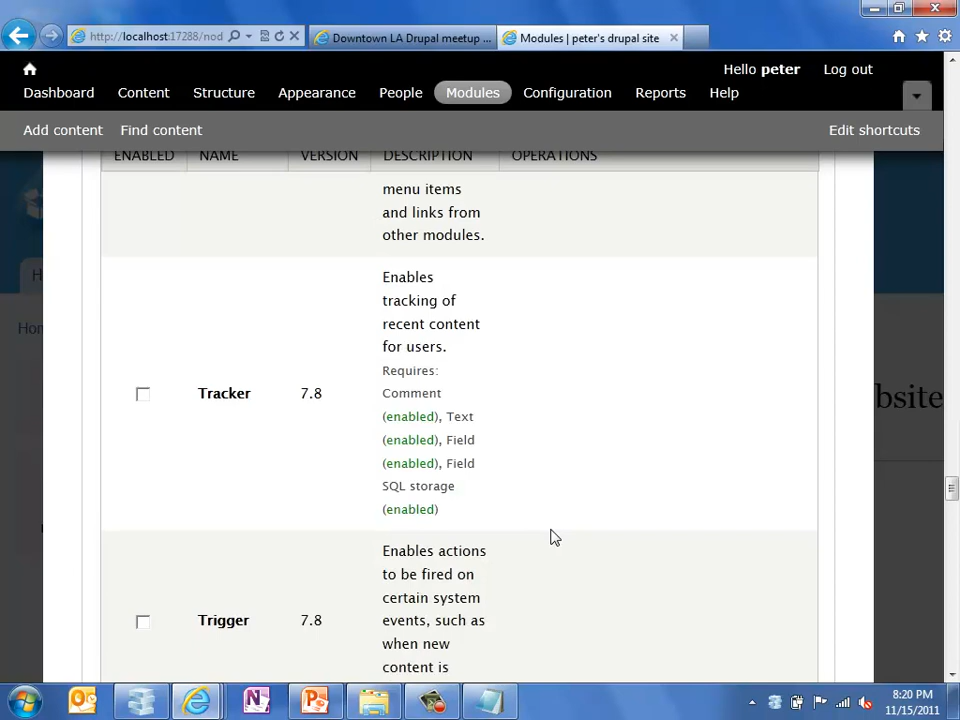 http://localhost:17288/nod
Downtown LA Drupal meetup ...
Modules | peter's drupal site
Hello peter
Log out
Dashboard
Content
Structure
Appearance
People
Modules
Configuration
Reports
Help
Add content
Find content
Edit shortcuts
ENABLED
NAME
VERSION
DESCRIPTION
OPERATIONS
menu items
and links from
other modules.
Enables
tracking of
recent content
for users.
Requires:
Comment
(enabled), Text
(enabled), Field
(enabled), Field
SQL storage
(enabled)
Tracker
7.8
Enables actions
to be fired on
certain system
events, such as
when new
content is
Trigger
7.8
Hon
bsite
8:20 PM
11/15/2011